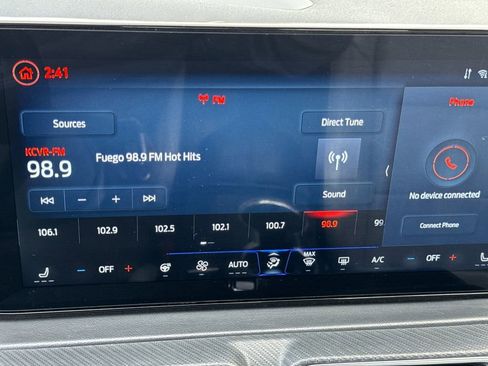 2:41
FM
Phone
Sources
Direct Tune
KCVR-FM
98.9
Fuego 98.9 FM Hot Hits
No device connected
- +
Sound
Connect Phone
106.1 102.9 102.5 102.1 100.7 98.9 99.
- OFF + AUTO MAX A/C - OFF +